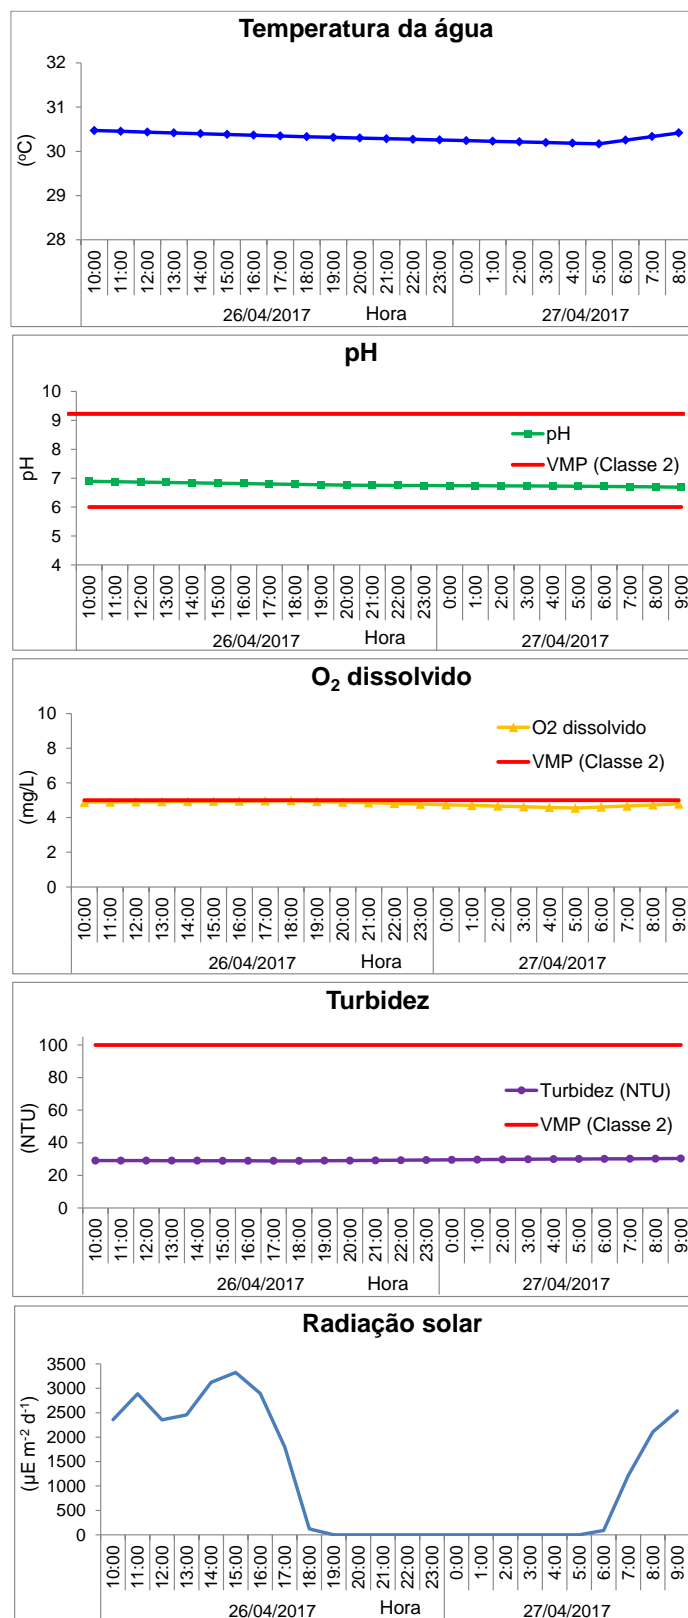 Temperatura da água
32
31
30
29
28
(ºC)
10:00 11:00 12:00 13:00 14:00 15:00 16:00 17:00 18:00 19:00 20:00 21:00 22:00 23:00 0:00 1:00 2:00 3:00 4:00 5:00 6:00 7:00 8:00
26/04/2017 Hora 27/04/2017
pH
10
9
8
7
6
5
4
pH
pH
VMP (Classe 2)
10:00 11:00 12:00 13:00 14:00 15:00 16:00 17:00 18:00 19:00 20:00 21:00 22:00 23:00 0:00 1:00 2:00 3:00 4:00 5:00 6:00 7:00 8:00 9:00
26/04/2017 Hora 27/04/2017
O₂ dissolvido
10
8
6
4
2
0
(mg/L)
O2 dissolvido
VMP (Classe 2)
10:00 11:00 12:00 13:00 14:00 15:00 16:00 17:00 18:00 19:00 20:00 21:00 22:00 23:00 0:00 1:00 2:00 3:00 4:00 5:00 6:00 7:00 8:00 9:00
26/04/2017 Hora 27/04/2017
Turbidez
100
80
60
40
20
0
(NTU)
Turbidez (NTU)
VMP (Classe 2)
10:00 11:00 12:00 13:00 14:00 15:00 16:00 17:00 18:00 19:00 20:00 21:00 22:00 23:00 0:00 1:00 2:00 3:00 4:00 5:00 6:00 7:00 8:00 9:00
26/04/2017 Hora 27/04/2017
Radiação solar
3500
3000
2500
2000
1500
1000
500
0
(µE m⁻² d⁻¹)
10:00 11:00 12:00 13:00 14:00 15:00 16:00 17:00 18:00 19:00 20:00 21:00 22:00 23:00 0:00 1:00 2:00 3:00 4:00 5:00 6:00 7:00 8:00 9:00
26/04/2017 Hora 27/04/2017